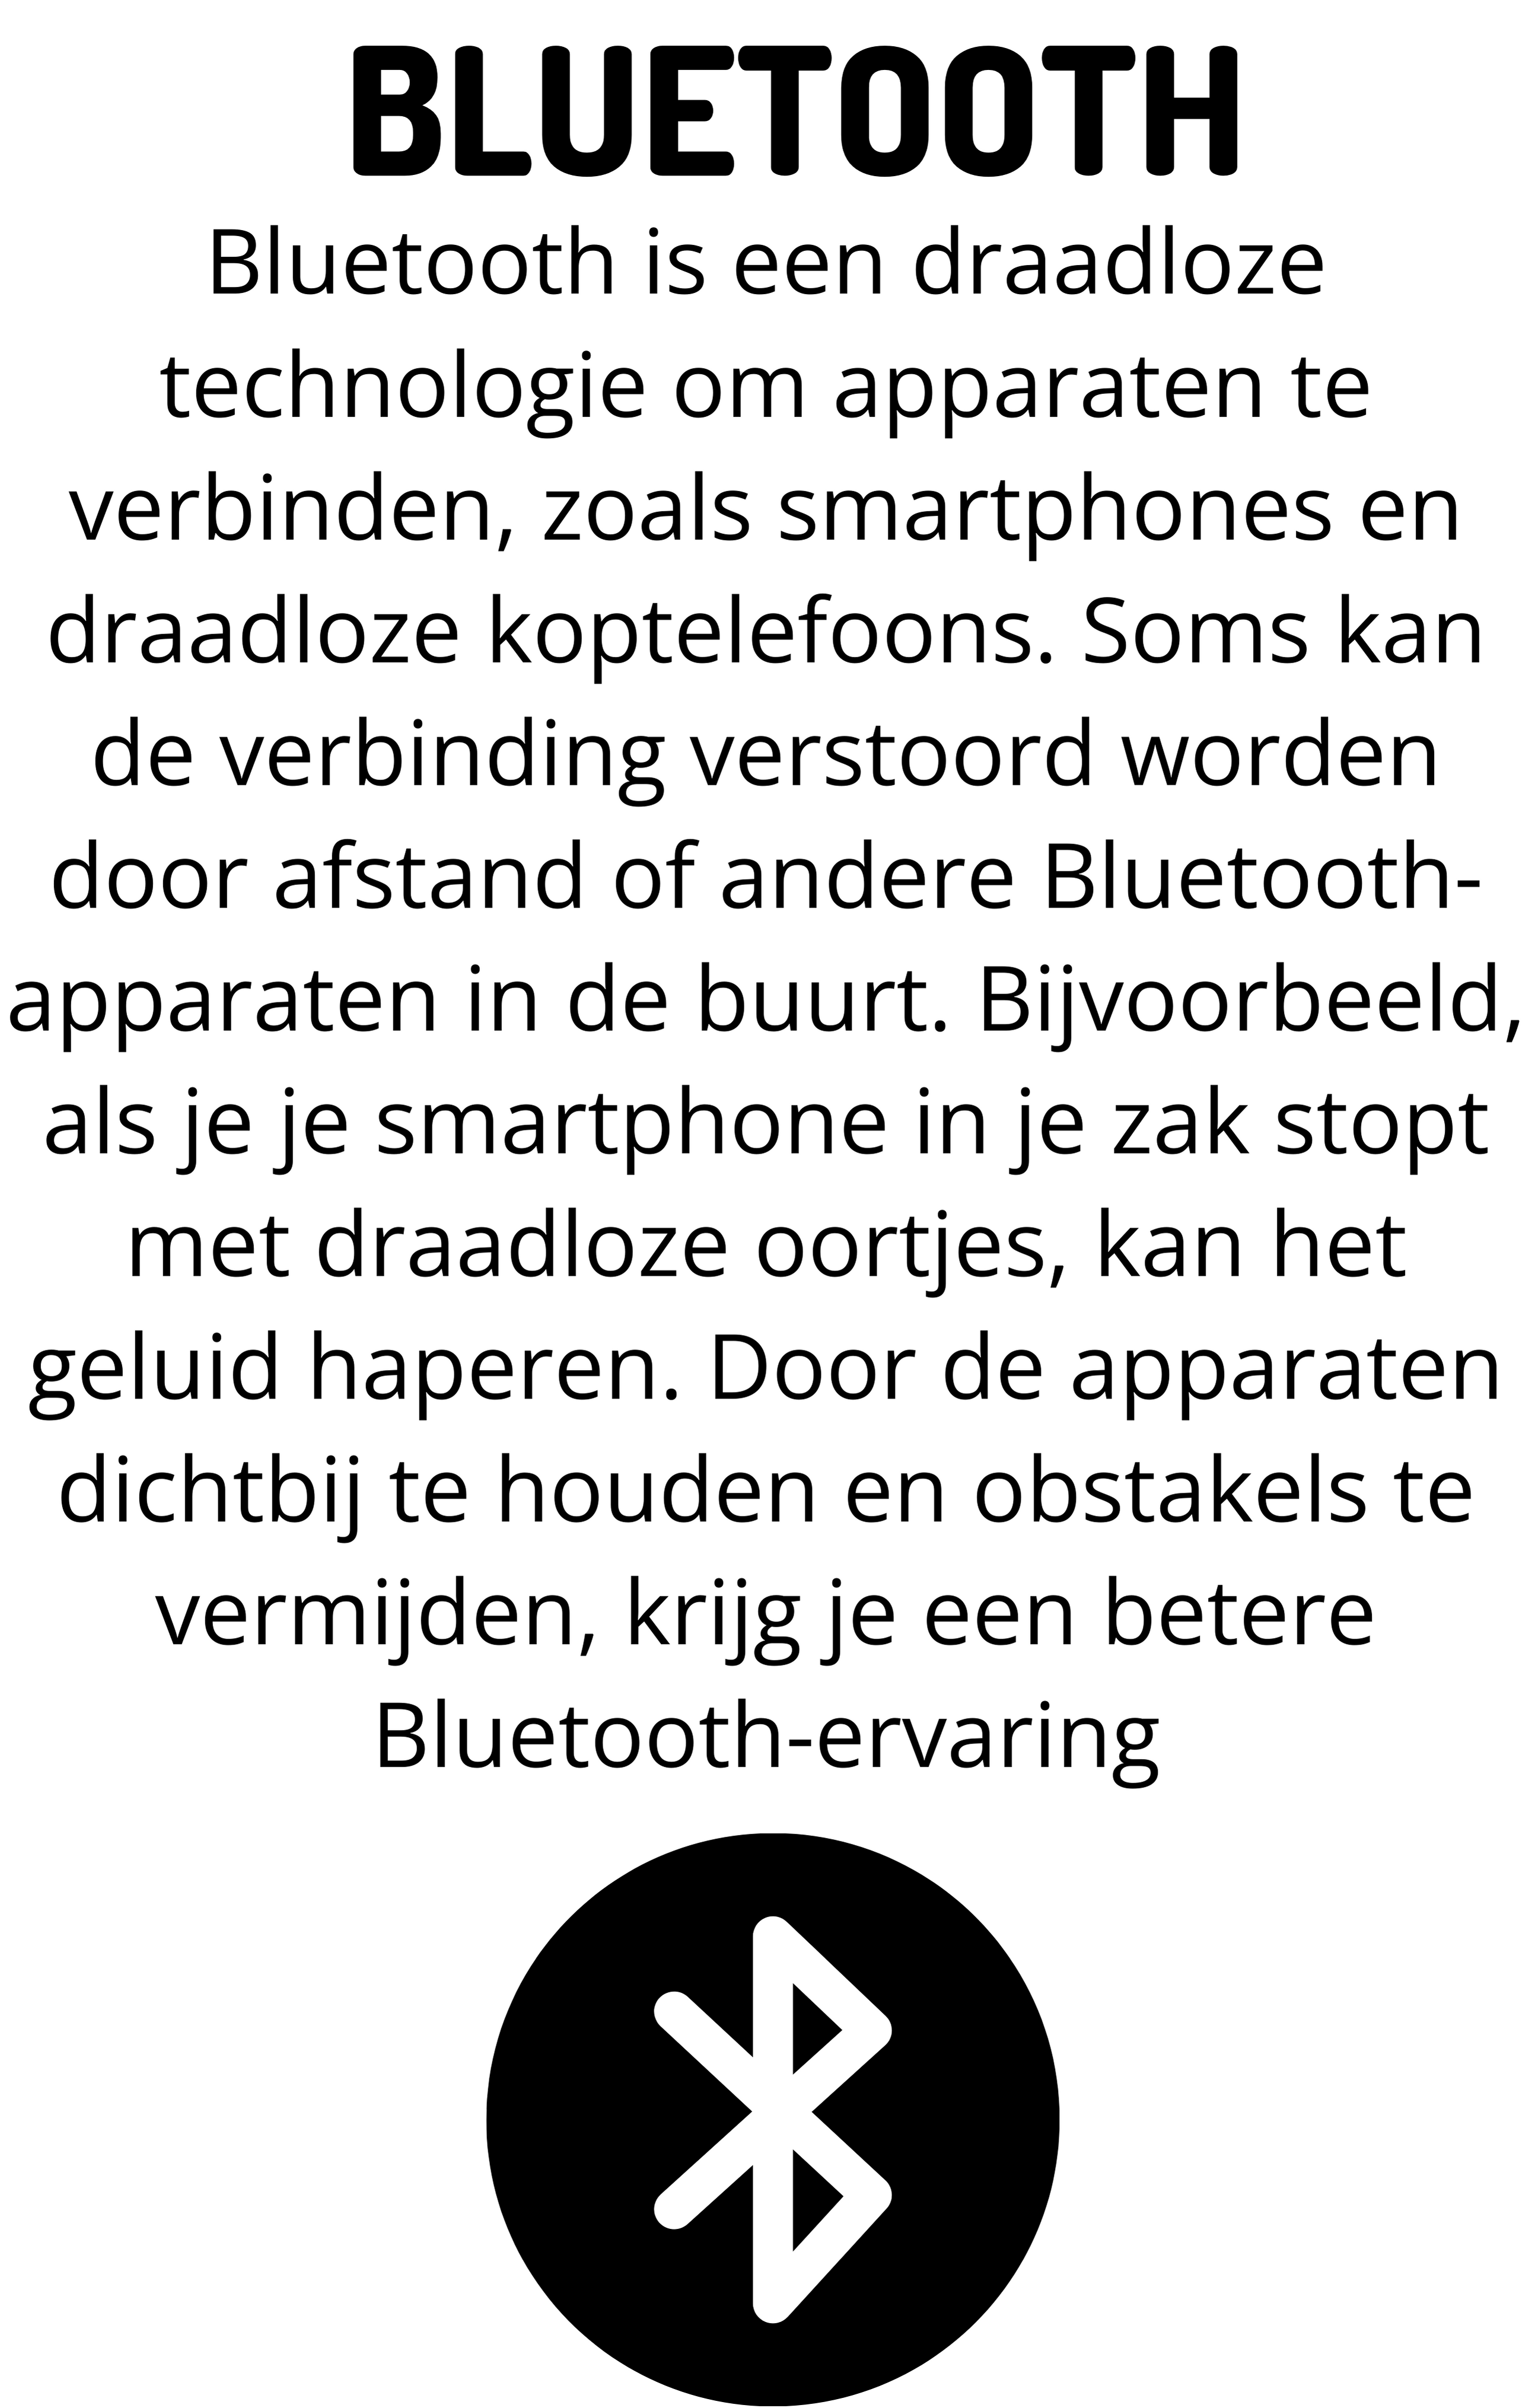 BLUETOOTH
Bluetooth is een draadloze
technologie om apparaten te
verbinden, zoals smartphones en
draadloze koptelefoons. Soms kan
de verbinding verstoord worden
door afstand of andere Bluetooth-
apparaten in de buurt. Bijvoorbeeld,
als je je smartphone in je zak stopt
met draadloze oortjes, kan het
geluid haperen. Door de apparaten
dichtbij te houden en obstakels te
vermijden, krijg je een betere
Bluetooth-ervaring